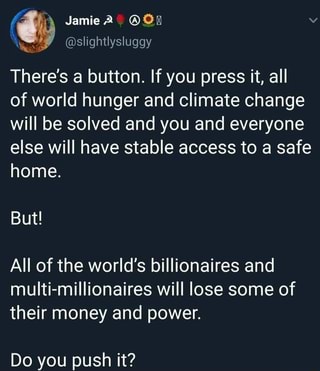 Jamie ☭🌹 Ⓐ🌻
@slightlysluggy
There's a button. If you press it, all
of world hunger and climate change
will be solved and you and everyone
else will have stable access to a safe
home.
But!
All of the world's billionaires and
multi-millionaires will lose some of
their money and power.
Do you push it?